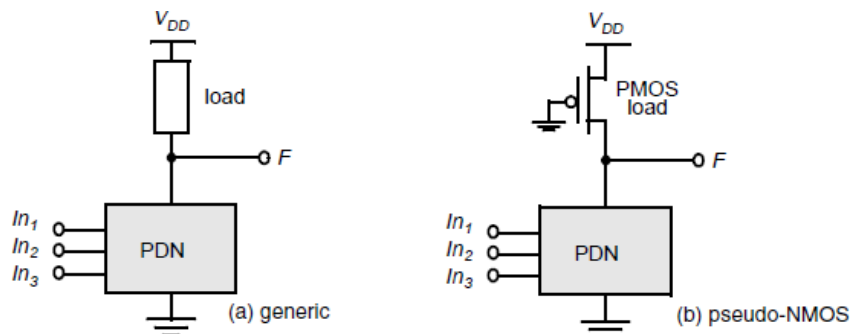 V_DD
load
F
In_1
In_2
In_3
PDN
(a) generic
V_DD
PMOS
load
F
In_1
In_2
In_3
PDN
(b) pseudo-NMOS